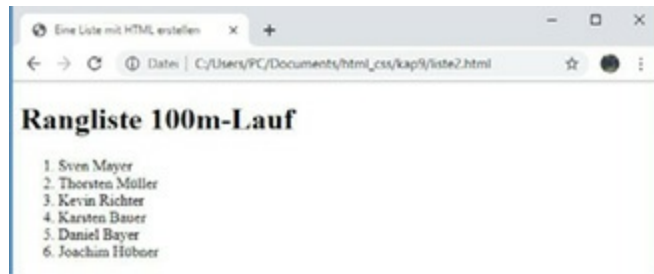 Eine Liste mit HTML erstellen
Datei | C:/Users/PC/Documents/html_css/kap9/liste2.html
Rangliste 100m-Lauf
1. Sven Mayer
2. Thorsten Müller
3. Kevin Richter
4. Karsten Bauer
5. Daniel Bayer
6. Joachim Hübner